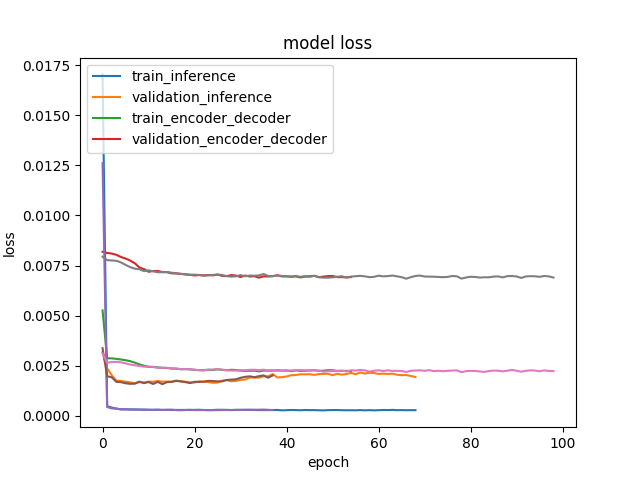 model loss
train_inference
validation_inference
train_encoder_decoder
validation_encoder_decoder
loss
0.0175
0.0150
0.0125
0.0100
0.0075
0.0050
0.0025
0.0000
0 20 40 60 80 100
epoch